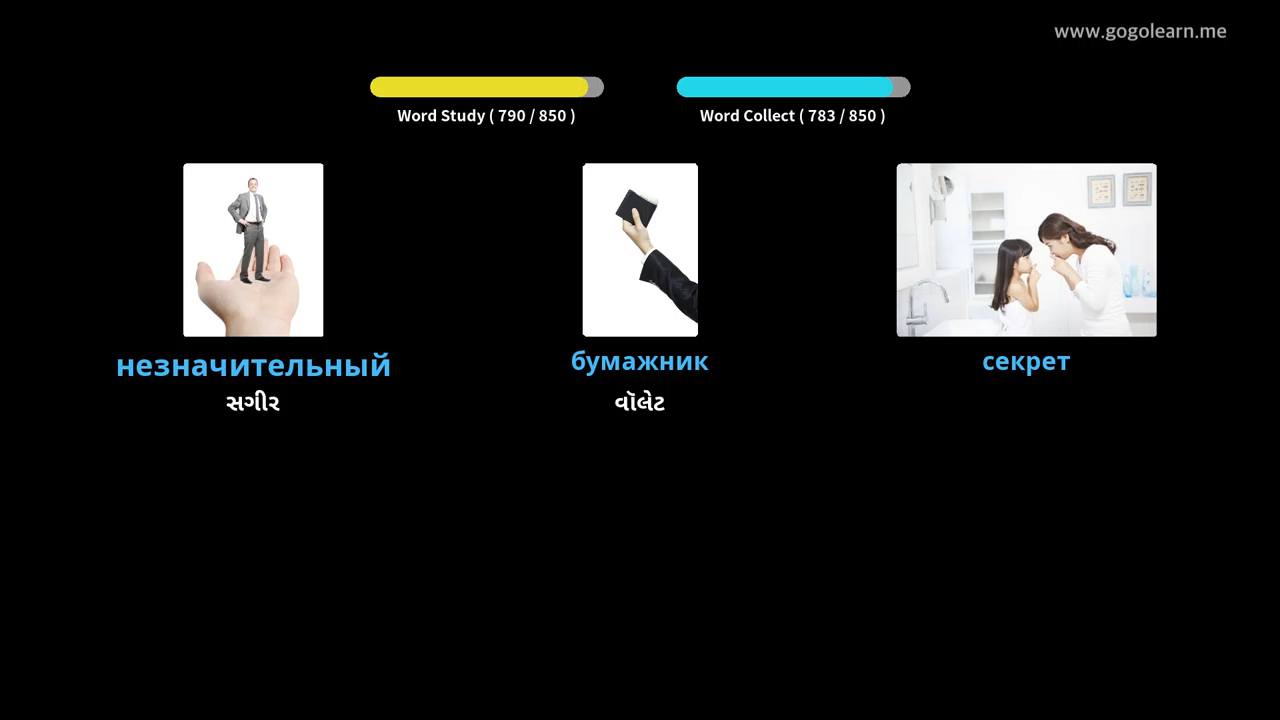 www.gogolearn.me
Word Study ( 790 / 850 )
Word Collect ( 783 / 850 )
незначительный
бумажник
секрет
સગીર
વૉલેટ